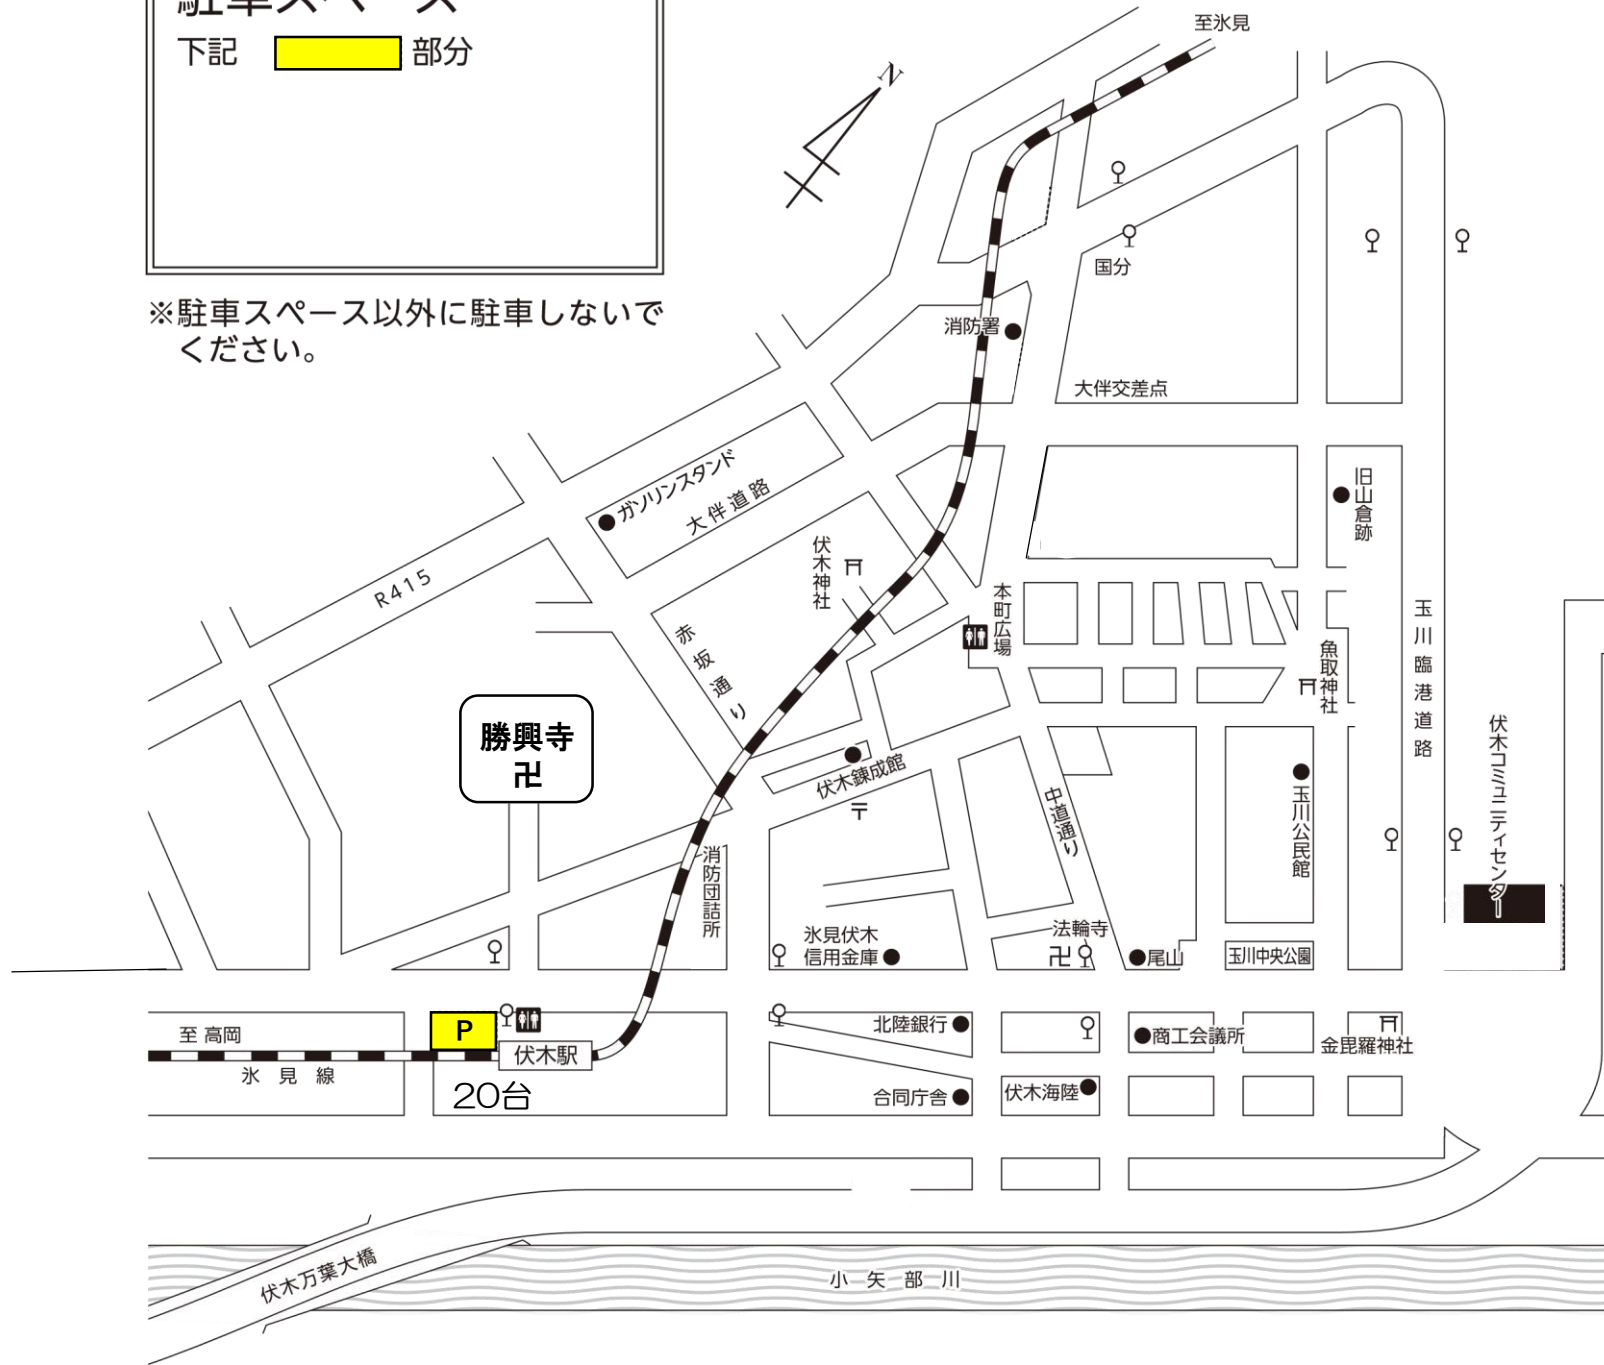 駐車スペース
下記
部分
※駐車スペース以外に駐車しないで
ください。
至氷見
N
国分
消防署
大伴交差点
ガソリンスタンド
大伴道路
旧山倉跡
伏木神社
R415
本町広場
玉川臨港道路
赤坂通り
魚取神社
勝興寺
卍
伏木コミュニティセンター
伏木錬成館
〒
中道通り
玉川公民館
消防団詰所
氷見伏木
信用金庫
法輪寺
卍
尾山
玉川中央公園
至 高岡
P
伏木駅
氷見線
20台
北陸銀行
商工会議所
金毘羅神社
合同庁舎
伏木海陸
伏木万葉大橋
小矢部川